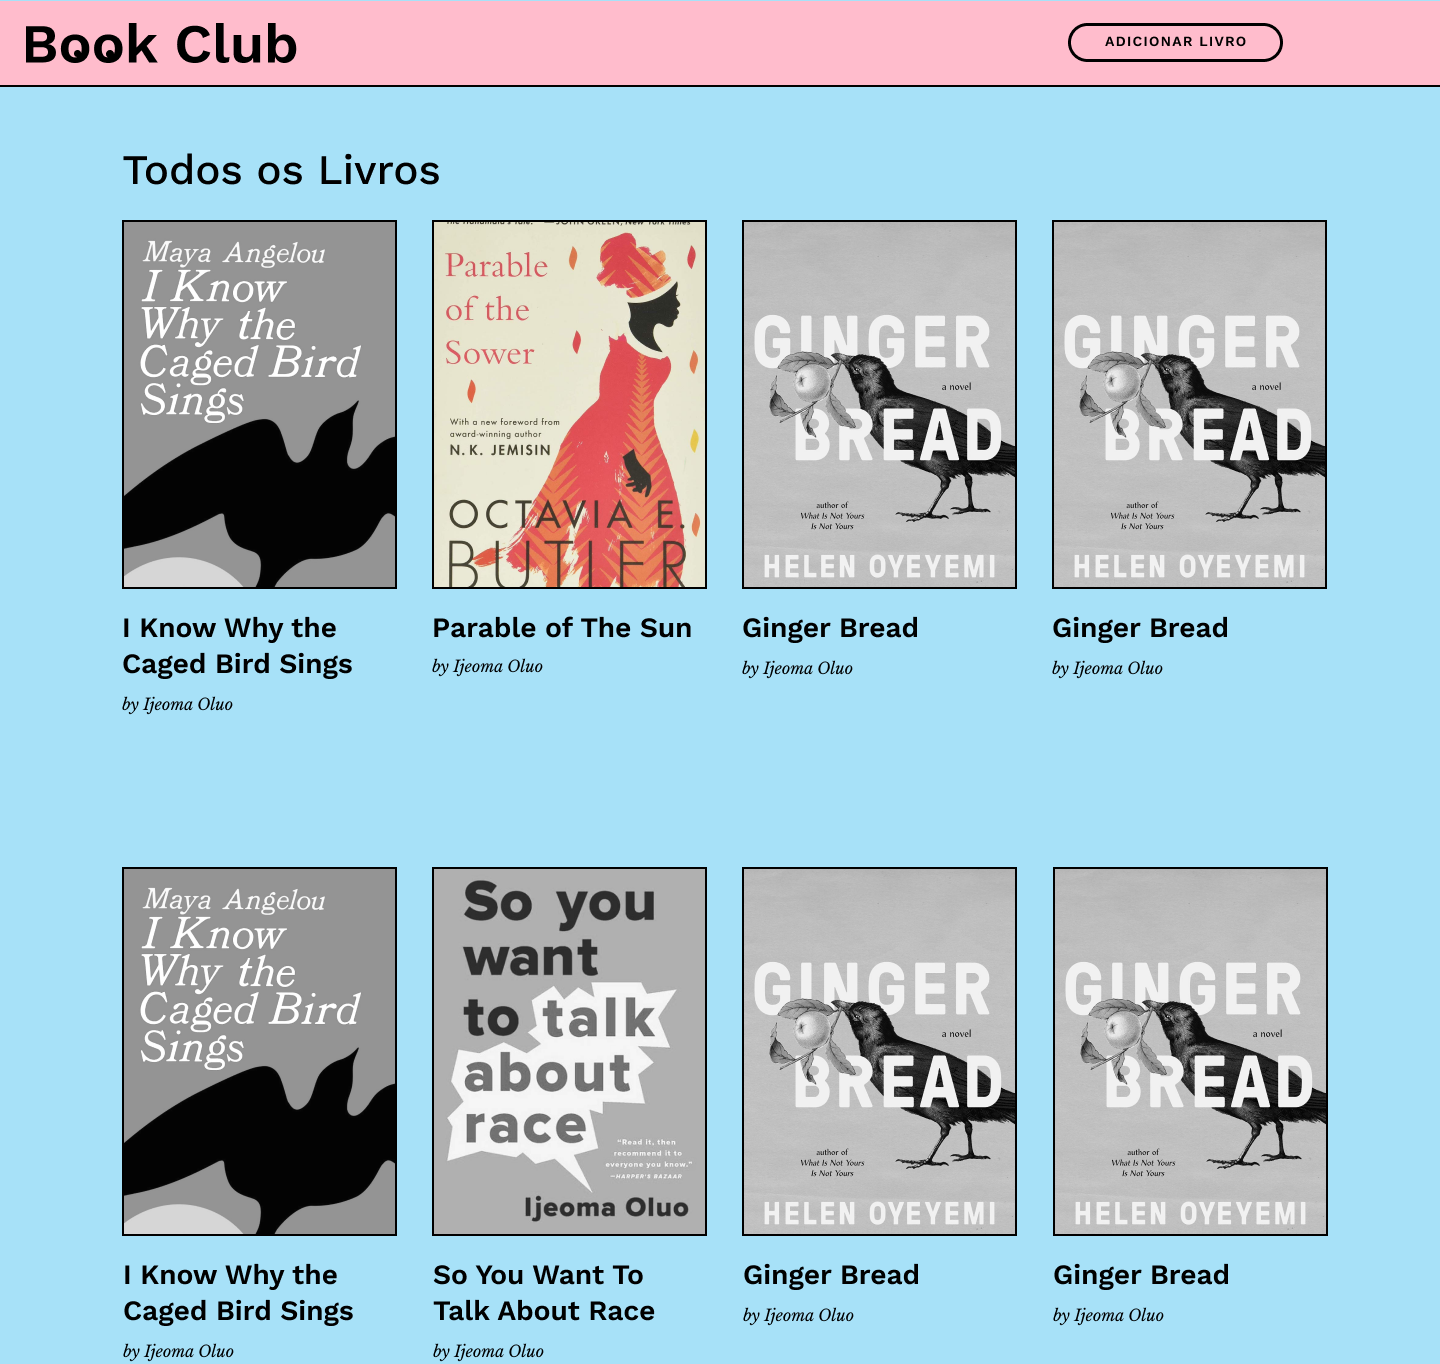 Book Club
ADICIONAR LIVRO
Todos os Livros
Maya Angelou
I Know
Why the
Caged Bird
Sings
I Know Why the
Caged Bird Sings
by Ijeoma Oluo
The Handmaid's Tale." —JOHN GREEN, New York Times
Parable
of the
Sower
With a new foreword from
award-winning author
N. K. JEMISIN
OCTAVIA E.
BUTLER
Parable of The Sun
by Ijeoma Oluo
GINGER
a novel
BREAD
author of
What Is Not Yours
Is Not Yours
HELEN OYEYEMI
Ginger Bread
by Ijeoma Oluo
GINGER
a novel
BREAD
author of
What Is Not Yours
Is Not Yours
HELEN OYEYEMI
Ginger Bread
by Ijeoma Oluo
Maya Angelou
I Know
Why the
Caged Bird
Sings
I Know Why the
Caged Bird Sings
by Ijeoma Oluo
So you
want
to talk
about
race
"Read it, then
recommend it to
everyone you know."
—HARPER'S BAZAAR
Ijeoma Oluo
So You Want To
Talk About Race
by Ijeoma Oluo
GINGER
a novel
BREAD
author of
What Is Not Yours
Is Not Yours
HELEN OYEYEMI
Ginger Bread
by Ijeoma Oluo
GINGER
a novel
BREAD
author of
What Is Not Yours
Is Not Yours
HELEN OYEYEMI
Ginger Bread
by Ijeoma Oluo